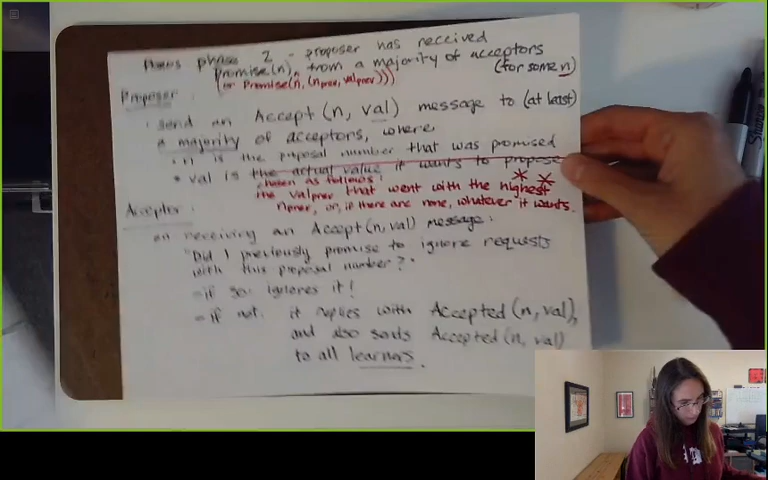 Paxos phase 2 - proposer has received
Promise(n) from a majority of acceptors
(or Promise(n, (nprev, valprev))) (for some n)
Proposer:
send an Accept(n, val) message to (at least)
a majority of acceptors, where
• n is the proposal number that was promised
• val is the actual value it wants to propose
chosen as follows: * *
the valprev that went with the highest
nprev, or, if there are none, whatever it wants.
Acceptor:
on receiving an Accept(n, val) message:
"Did I previously promise to ignore requests
with this proposal number?"
- if so: ignores it!
- if not: it replies with Accepted(n, val),
and also sends Accepted(n, val)
to all learners.